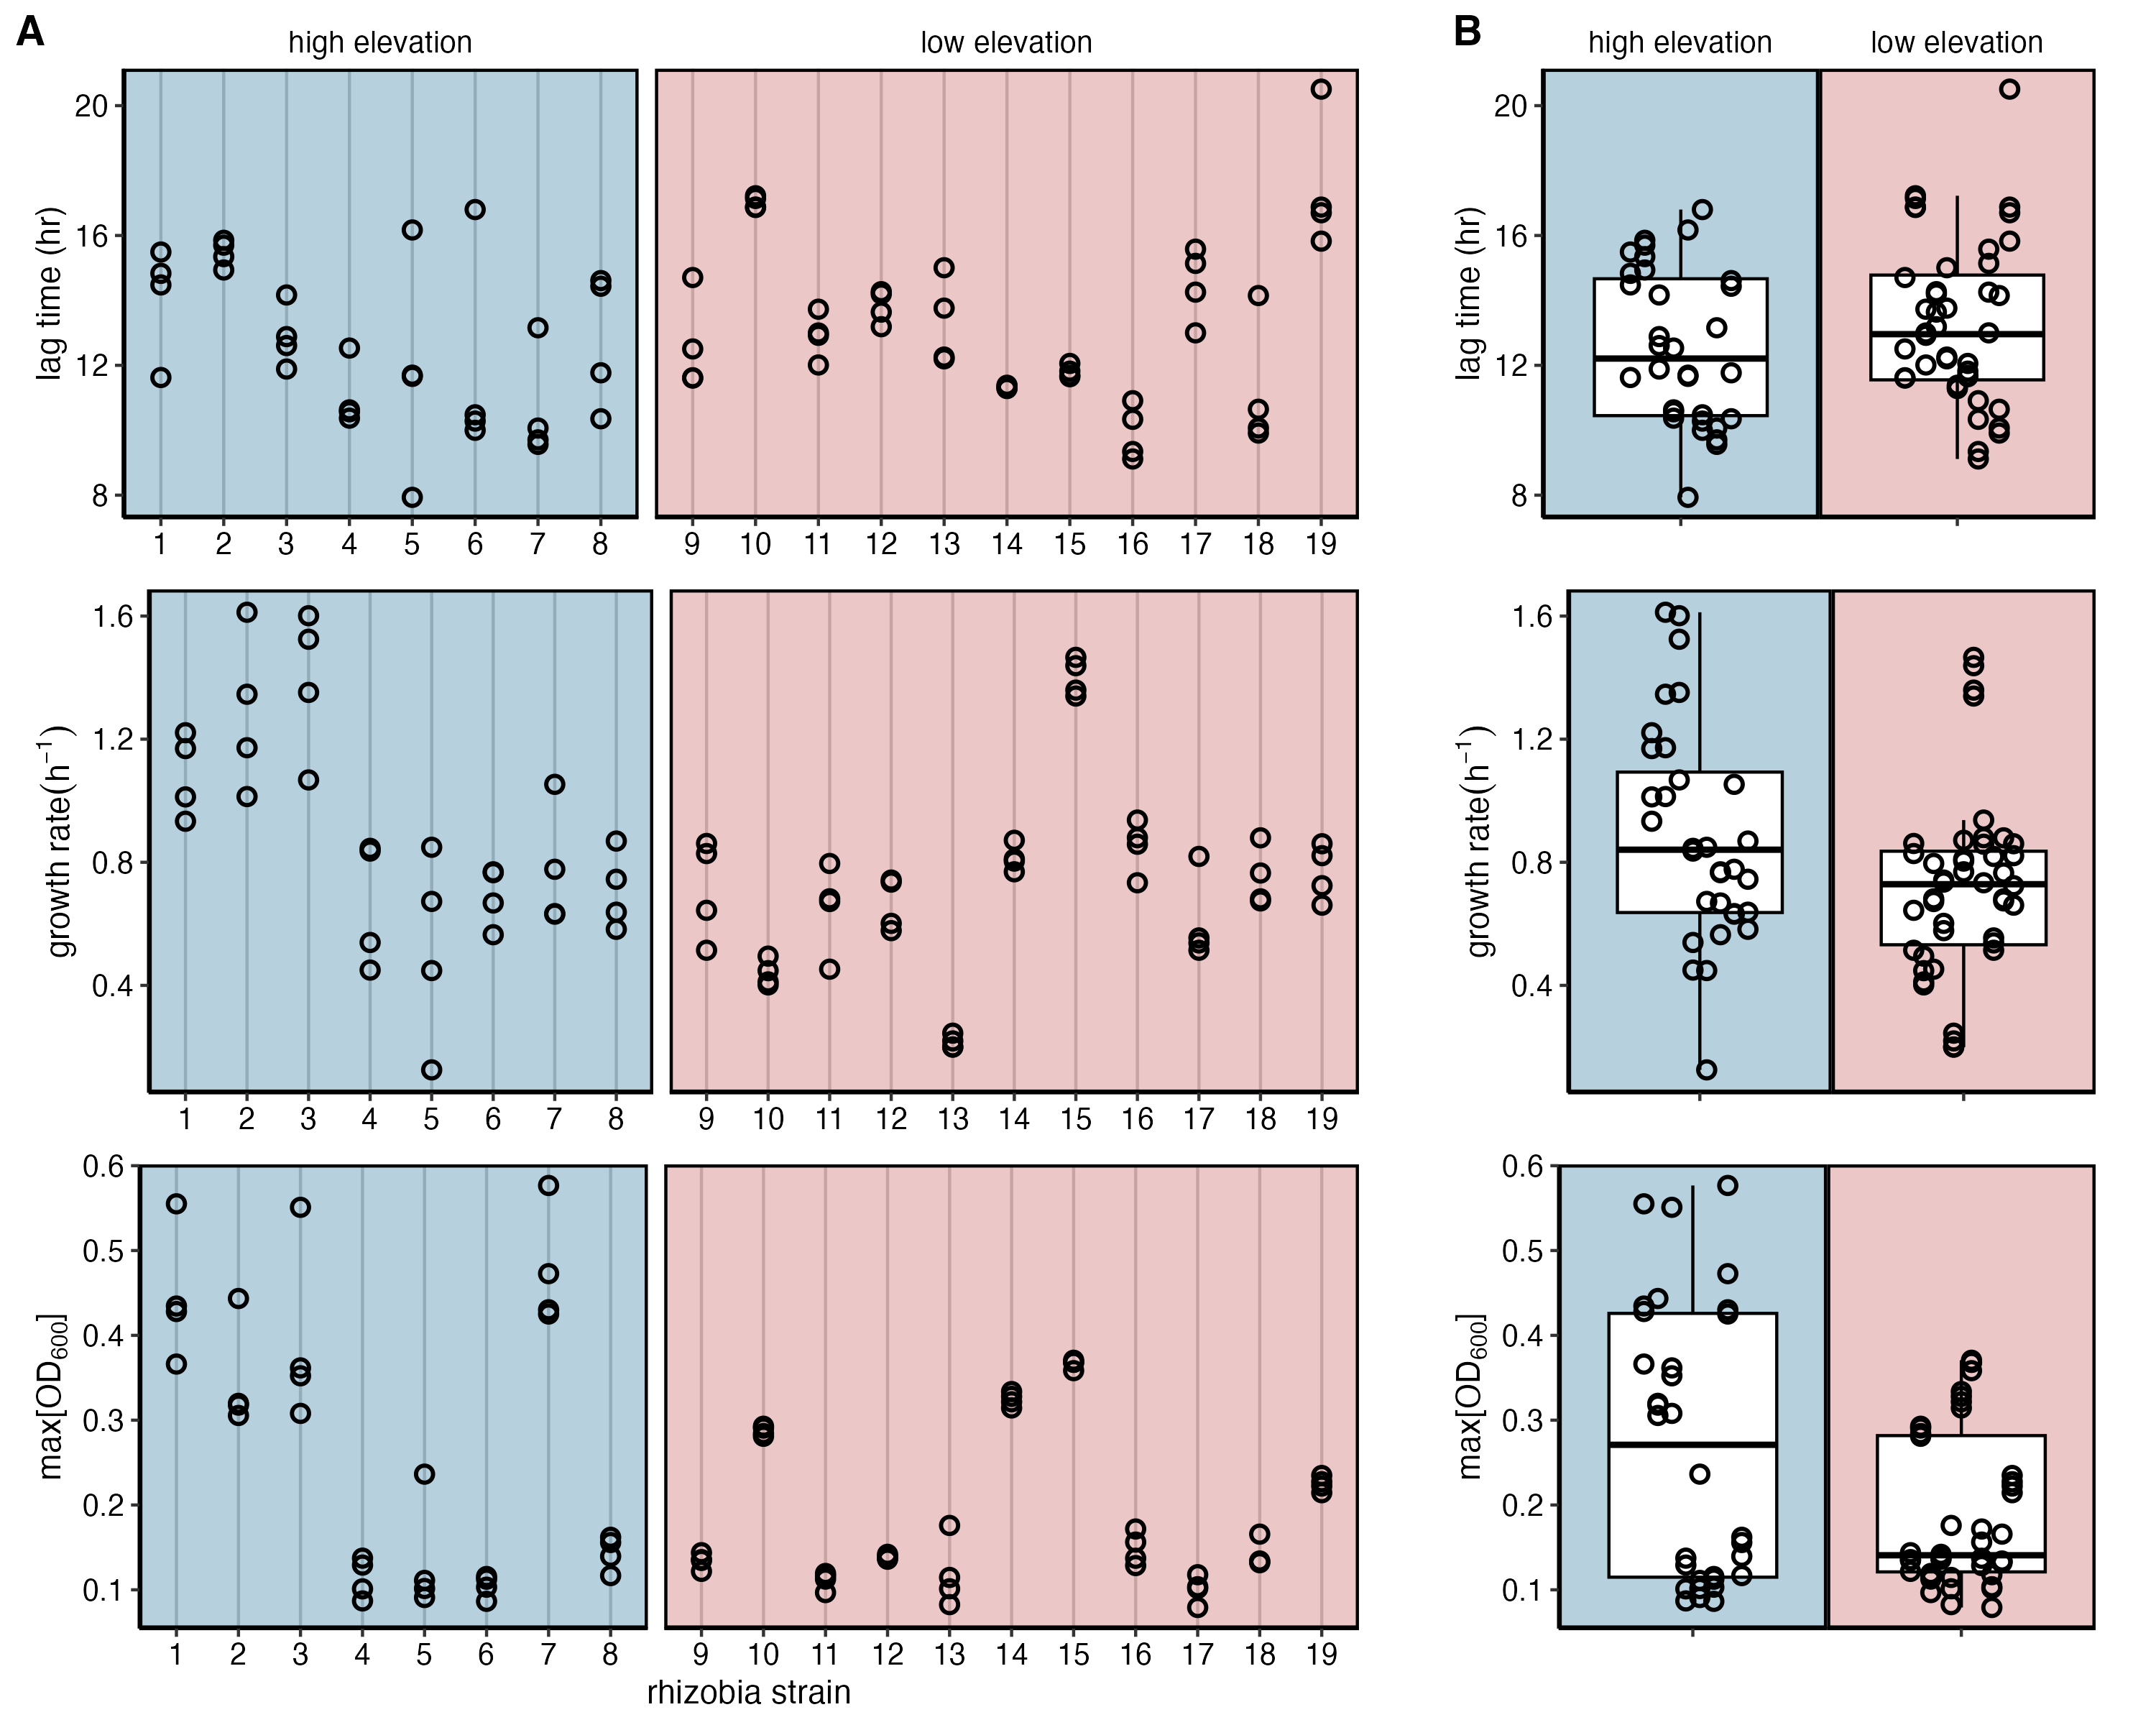 A
high elevation
low elevation
B
high elevation
low elevation
lag time (hr)
20
16
12
8
1 2 3 4 5 6 7 8
9 10 11 12 13 14 15 16 17 18 19
lag time (hr)
20
16
12
8
growth rate(h⁻¹)
1.6
1.2
0.8
0.4
1 2 3 4 5 6 7 8
9 10 11 12 13 14 15 16 17 18 19
growth rate(h⁻¹)
1.6
1.2
0.8
0.4
max[OD₆₀₀]
0.6
0.5
0.4
0.3
0.2
0.1
1 2 3 4 5 6 7 8
9 10 11 12 13 14 15 16 17 18 19
rhizobia strain
max[OD₆₀₀]
0.6
0.5
0.4
0.3
0.2
0.1